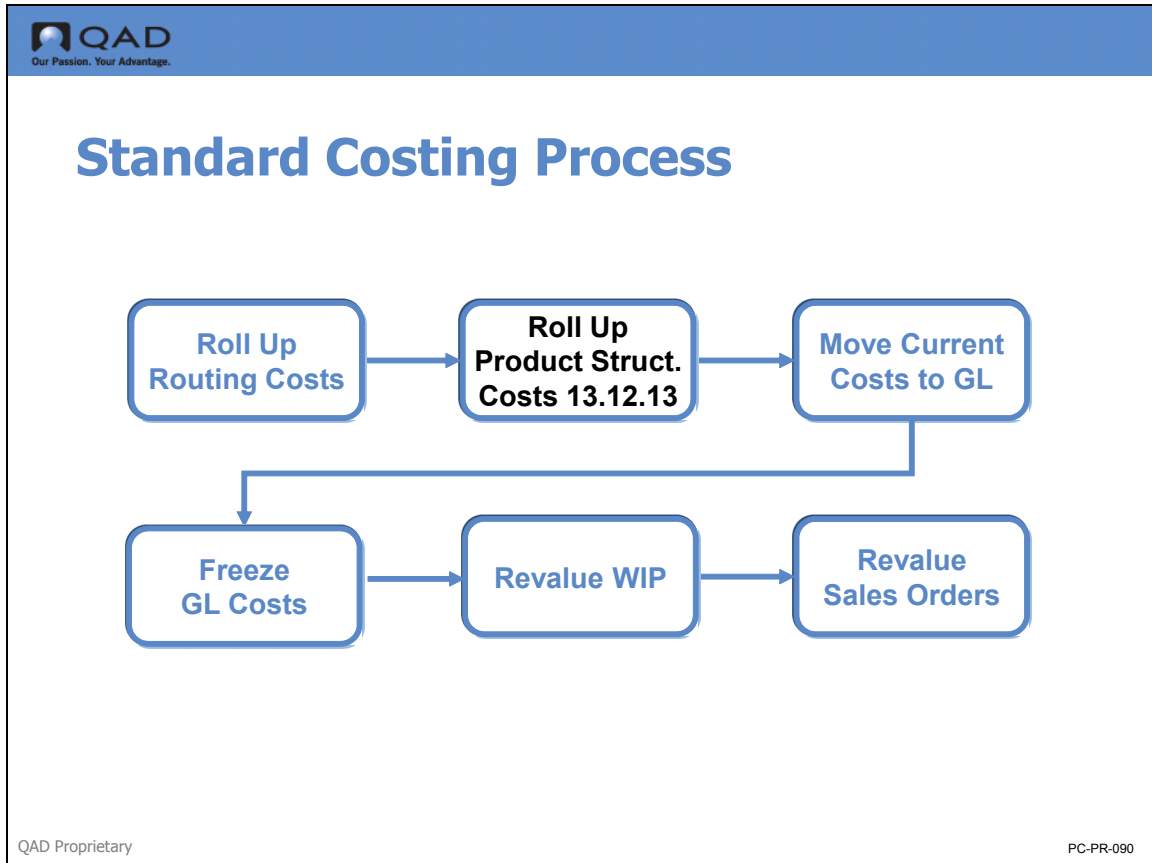 QAD
Our Passion. Your Advantage.
Standard Costing Process
Roll Up
Routing Costs
Roll Up
Product Struct.
Costs 13.12.13
Move Current
Costs to GL
Freeze
GL Costs
Revalue WIP
Revalue
Sales Orders
QAD Proprietary
PC-PR-090